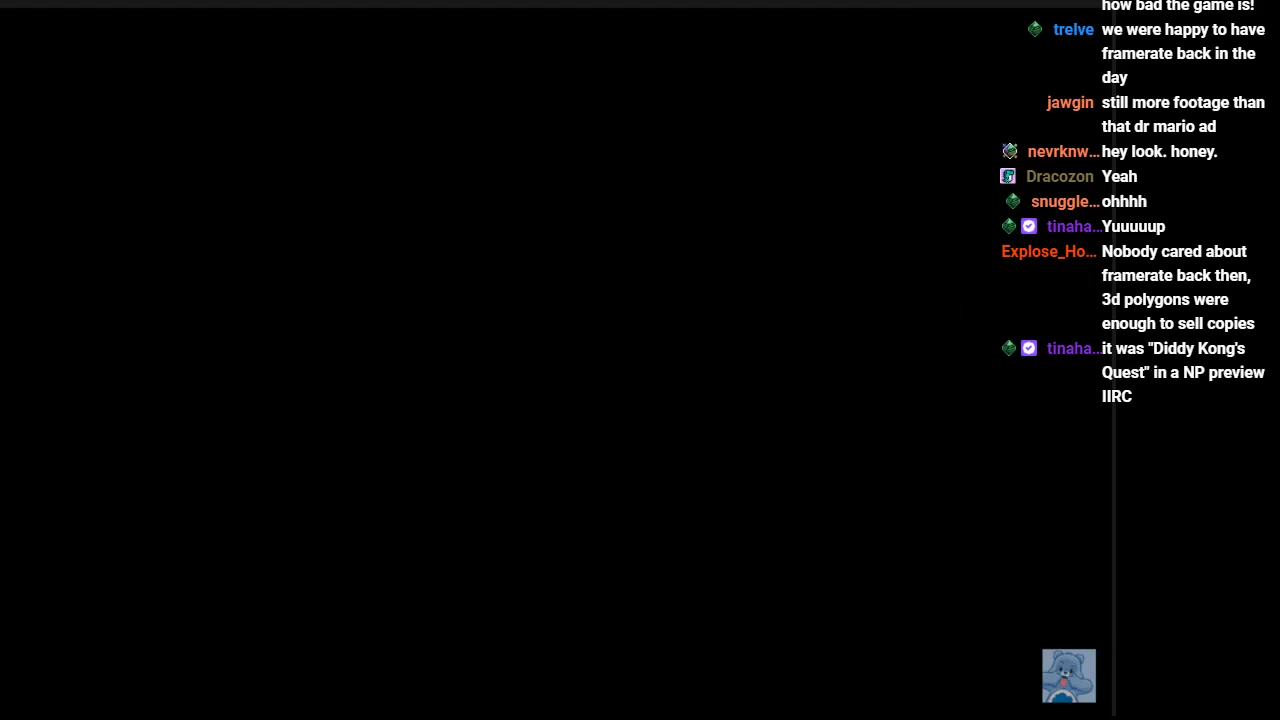 how bad the game is!
trelve we were happy to have
framerate back in the
day
jawgin still more footage than
that dr mario ad
nevrknw... hey look. honey.
Dracozon Yeah
snuggle... ohhhh
tinaha... Yuuuuup
Explose_Ho... Nobody cared about
framerate back then,
3d polygons were
enough to sell copies
tinaha... it was "Diddy Kong's
Quest" in a NP preview
IIRC